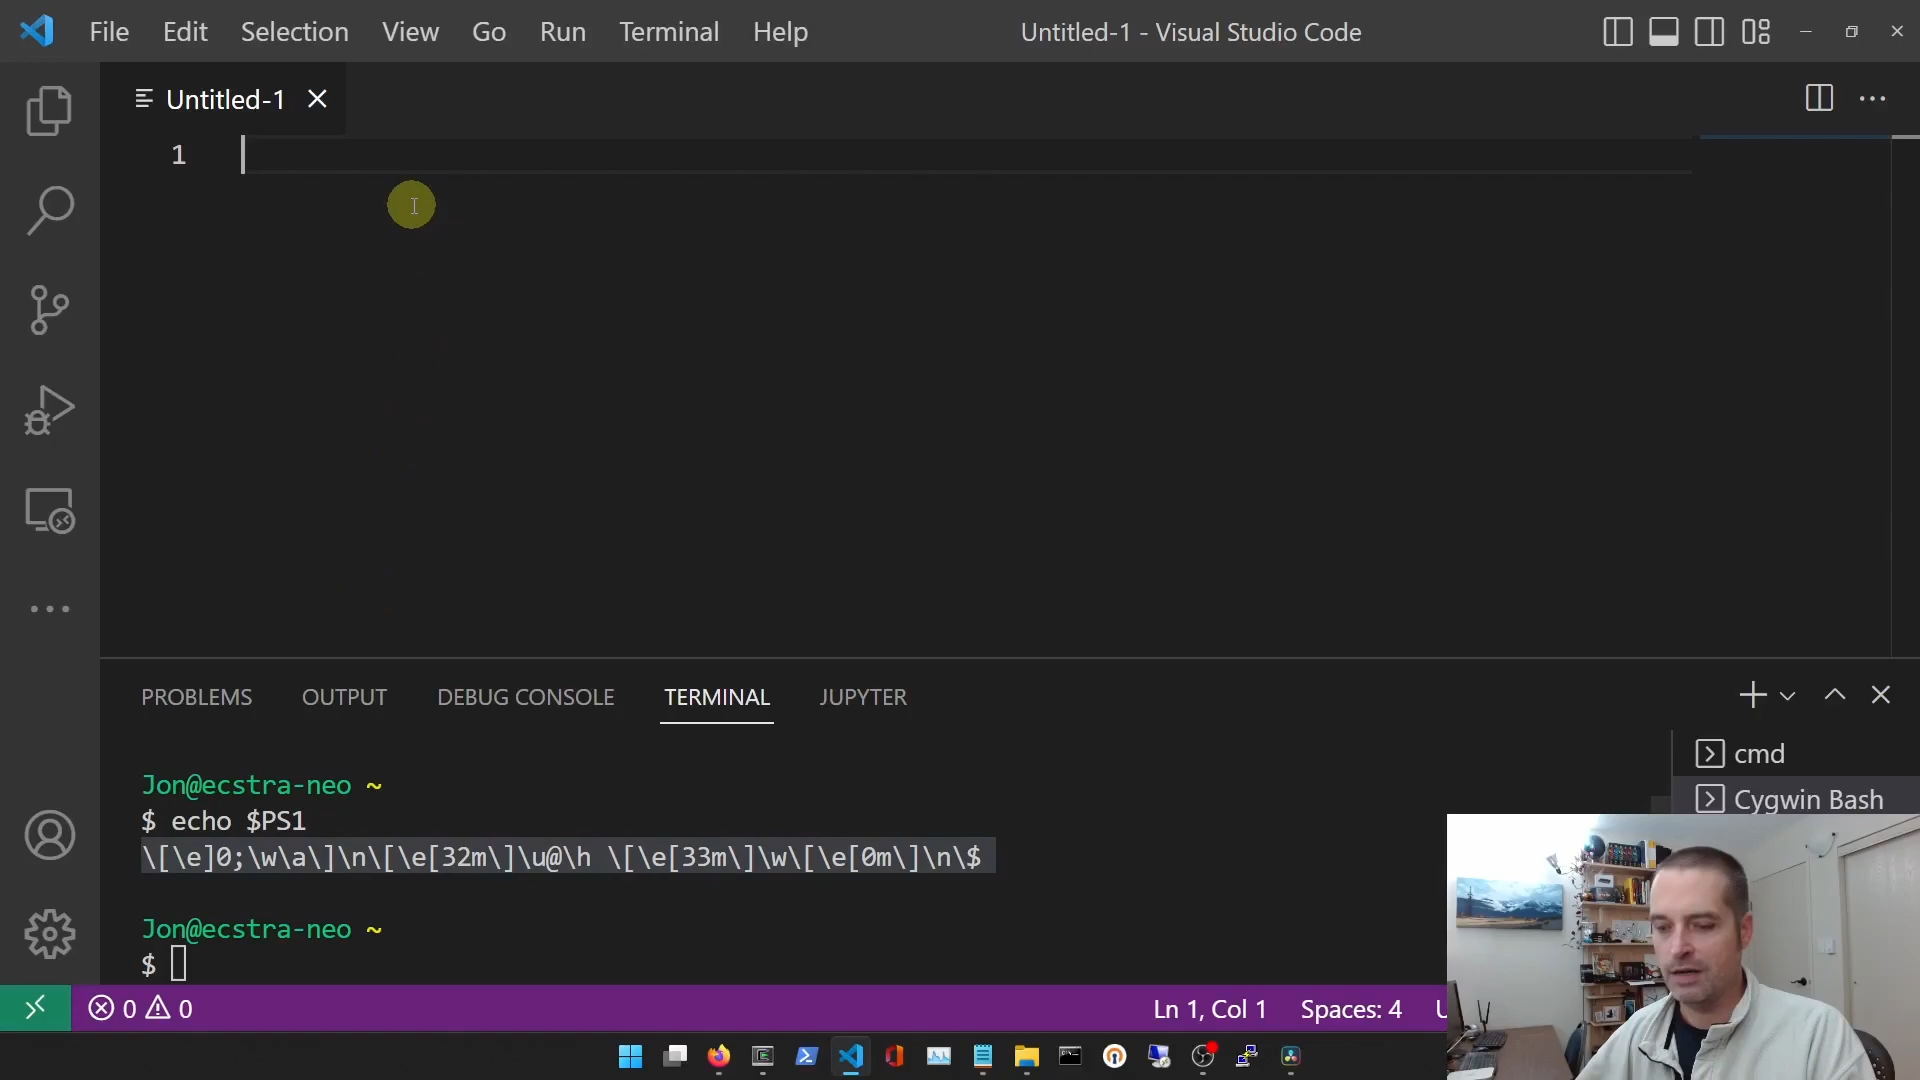 File Edit Selection View Go Run Terminal Help Untitled-1 - Visual Studio Code
Untitled-1
1
PROBLEMS OUTPUT DEBUG CONSOLE TERMINAL JUPYTER
cmd
Cygwin Bash
Jon@ecstra-neo ~
$ echo $PS1
\[\e]0;\w\a\]\n\[\e[32m\]\u@\h \[\e[33m\]\w\[\e[0m\]\n\$
Jon@ecstra-neo ~
$
0 0 Ln 1, Col 1 Spaces: 4